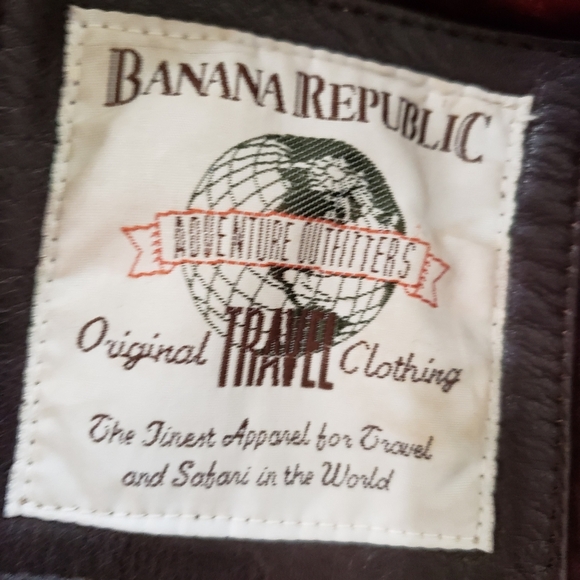 BANANA REPUBLIC
ADVENTURE OUTFITTERS
Original TRAVEL Clothing
The Finest Apparel for Travel
and Safari in the World